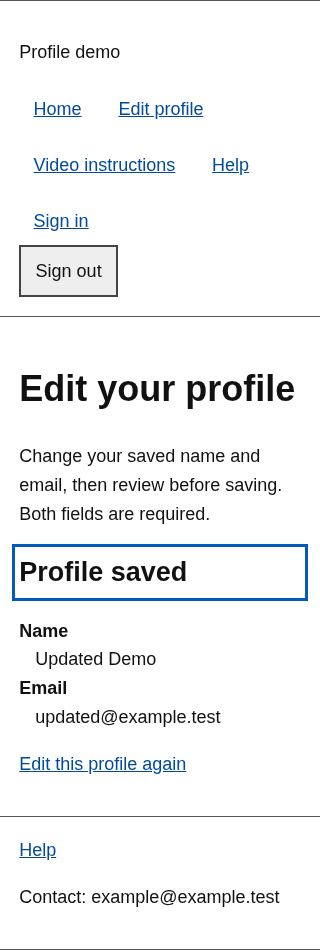 Profile demo
Home Edit profile
Video instructions Help
Sign in
Sign out
Edit your profile
Change your saved name and
email, then review before saving.
Both fields are required.
Profile saved
Name
Updated Demo
Email
updated@example.test
Edit this profile again
Help
Contact: example@example.test